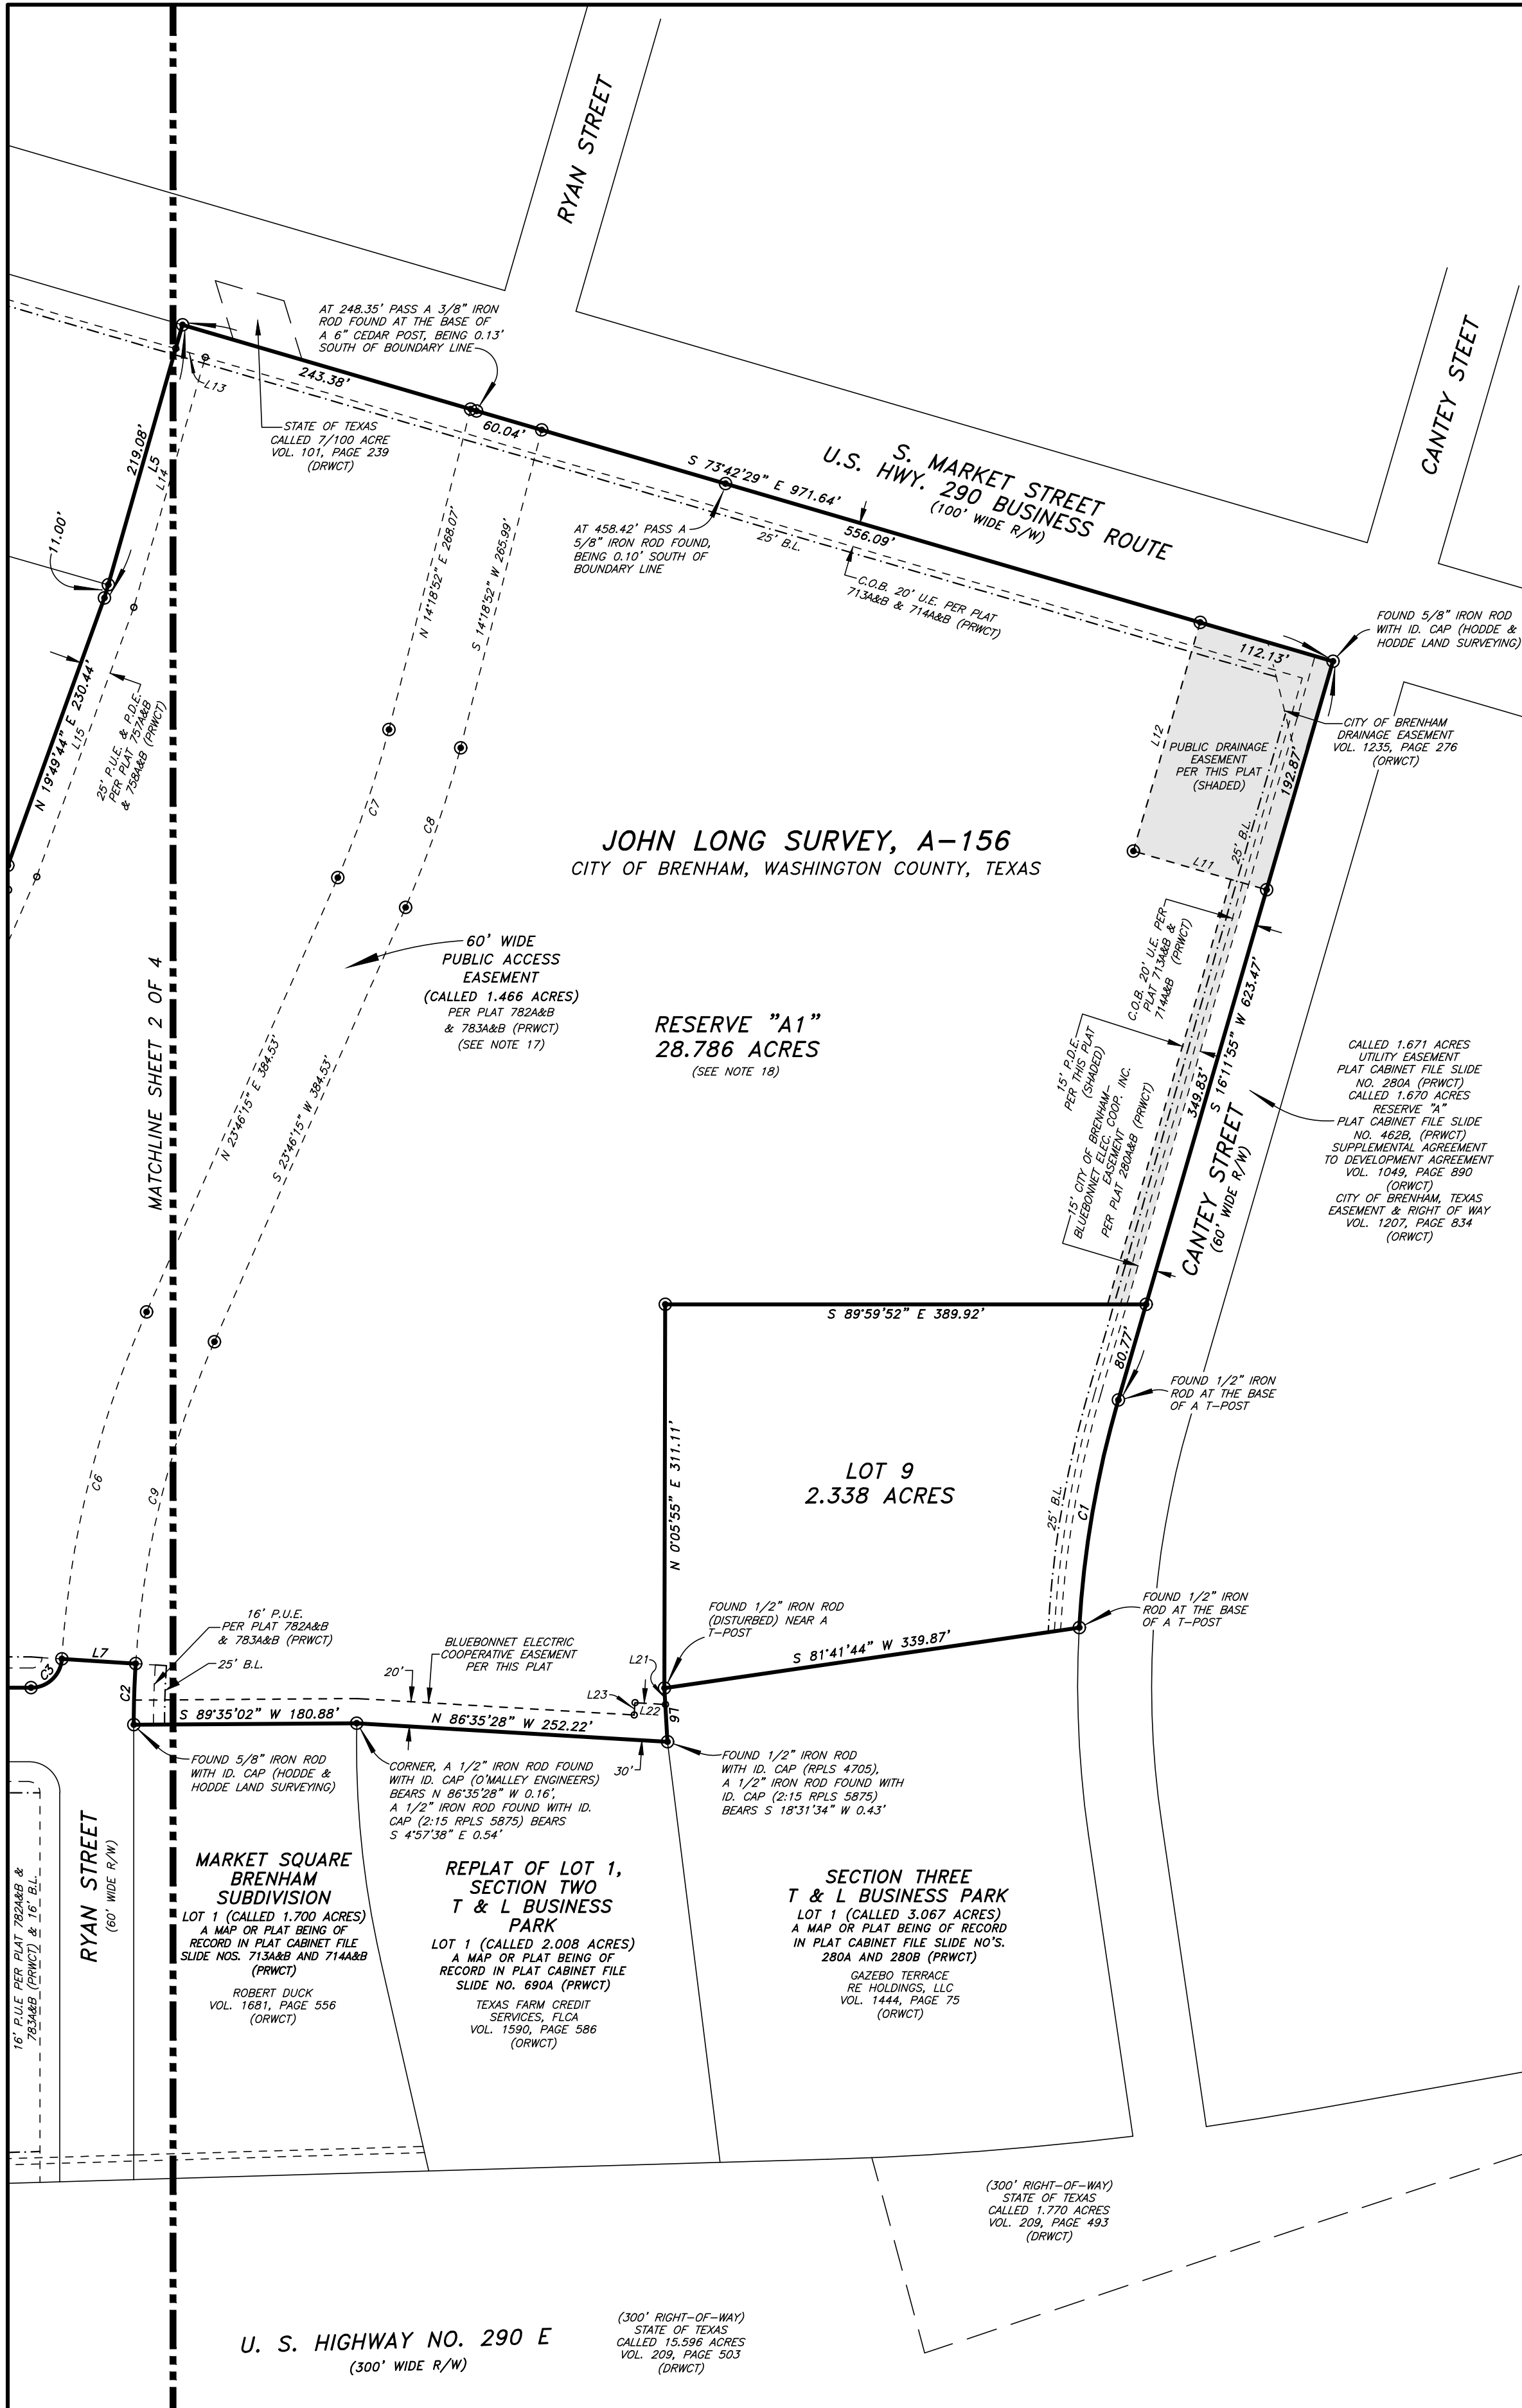 RYAN STREET
CANTEY STEET
AT 248.35' PASS A 3/8" IRON
ROD FOUND AT THE BASE OF
A 6" CEDAR POST, BEING 0.13'
SOUTH OF BOUNDARY LINE
243.38'
60.04'
L13
STATE OF TEXAS
CALLED 7/100 ACRE
VOL. 101, PAGE 239
(DRWCT)
219.08'
L5
L14
11.00'
S. MARKET STREET
U.S. HWY. 290 BUSINESS ROUTE
(100' WIDE R/W)
S 73°42'29" E 971.64'
556.09'
25' B.L.
AT 458.42' PASS A
5/8" IRON ROD FOUND,
BEING 0.10' SOUTH OF
BOUNDARY LINE
C.O.B. 20' U.E. PER PLAT
713A&B & 714A&B (PRWCT)
N 14°18'52" E 268.07'
S 14°18'52" W 265.99'
FOUND 5/8" IRON ROD
WITH ID. CAP (HODDE &
HODDE LAND SURVEYING)
112.13'
192.87'
L12
PUBLIC DRAINAGE
EASEMENT
PER THIS PLAT
(SHADED)
CITY OF BRENHAM
DRAINAGE EASEMENT
VOL. 1235, PAGE 276
(ORWCT)
25' B.L.
L11
N 19°49'44" E 230.44'
L15
25' P.U.E. & P.D.E.
PER PLAT 757A&B
& 758A&B (PRWCT)
C7
C8
JOHN LONG SURVEY, A-156
CITY OF BRENHAM, WASHINGTON COUNTY, TEXAS
MATCHLINE SHEET 2 OF 4
60' WIDE
PUBLIC ACCESS
EASEMENT
(CALLED 1.466 ACRES)
PER PLAT 782A&B
& 783A&B (PRWCT)
(SEE NOTE 17)
RESERVE "A1"
28.786 ACRES
(SEE NOTE 18)
N 23°46'15" E 384.53'
S 23°46'15" W 384.53'
C.O.B. 20' U.E. PER
PLAT 713A&B &
714A&B (PRWCT)
15' P.D.E.
PER THIS PLAT
(SHADED)
15' CITY OF BRENHAM-
BLUEBONNET ELEC. COOP. INC.
EASEMENT
PER PLAT 280A&B (PRWCT)
349.83'
S 16°11'55" W 623.47'
CANTEY STREET
(60' WIDE R/W)
CALLED 1.671 ACRES
UTILITY EASEMENT
PLAT CABINET FILE SLIDE
NO. 280A (PRWCT)
CALLED 1.670 ACRES
RESERVE "A"
PLAT CABINET FILE SLIDE
NO. 462B, (PRWCT)
SUPPLEMENTAL AGREEMENT
TO DEVELOPMENT AGREEMENT
VOL. 1049, PAGE 890
(ORWCT)
CITY OF BRENHAM, TEXAS
EASEMENT & RIGHT OF WAY
VOL. 1207, PAGE 834
(ORWCT)
S 89°59'52" E 389.92'
80.77'
FOUND 1/2" IRON
ROD AT THE BASE
OF A T-POST
N 0°05'55" E 311.11'
LOT 9
2.338 ACRES
25' B.L.
C1
C6
C9
FOUND 1/2" IRON
ROD AT THE BASE
OF A T-POST
FOUND 1/2" IRON ROD
(DISTURBED) NEAR A
T-POST
S 81°41'44" W 339.87'
16' P.U.E.
PER PLAT 782A&B
& 783A&B (PRWCT)
25' B.L.
BLUEBONNET ELECTRIC
COOPERATIVE EASEMENT
PER THIS PLAT
20'
L21
L23
L22
L6
L7
C3
C2
S 89°35'02" W 180.88'
N 86°35'28" W 252.22'
30'
FOUND 5/8" IRON ROD
WITH ID. CAP (HODDE &
HODDE LAND SURVEYING)
CORNER, A 1/2" IRON ROD FOUND
WITH ID. CAP (O'MALLEY ENGINEERS)
BEARS N 86°35'28" W 0.16',
A 1/2" IRON ROD FOUND WITH ID.
CAP (2:15 RPLS 5875) BEARS
S 4°57'38" E 0.54'
FOUND 1/2" IRON ROD
WITH ID. CAP (RPLS 4705),
A 1/2" IRON ROD FOUND WITH
ID. CAP (2:15 RPLS 5875)
BEARS S 18°31'34" W 0.43'
16' P.U.E PER PLAT 782A&B &
783A&B (PRWCT) & 16' B.L.
RYAN STREET
(60' WIDE R/W)
MARKET SQUARE
BRENHAM
SUBDIVISION
LOT 1 (CALLED 1.700 ACRES)
A MAP OR PLAT BEING OF
RECORD IN PLAT CABINET FILE
SLIDE NOS. 713A&B AND 714A&B
(PRWCT)
ROBERT DUCK
VOL. 1681, PAGE 556
(ORWCT)
REPLAT OF LOT 1,
SECTION TWO
T & L BUSINESS
PARK
LOT 1 (CALLED 2.008 ACRES)
A MAP OR PLAT BEING OF
RECORD IN PLAT CABINET FILE
SLIDE NO. 690A (PRWCT)
TEXAS FARM CREDIT
SERVICES, FLCA
VOL. 1590, PAGE 586
(ORWCT)
SECTION THREE
T & L BUSINESS PARK
LOT 1 (CALLED 3.067 ACRES)
A MAP OR PLAT BEING OF RECORD
IN PLAT CABINET FILE SLIDE NO'S.
280A AND 280B (PRWCT)
GAZEBO TERRACE
RE HOLDINGS, LLC
VOL. 1444, PAGE 75
(ORWCT)
(300' RIGHT-OF-WAY)
STATE OF TEXAS
CALLED 1.770 ACRES
VOL. 209, PAGE 493
(DRWCT)
U. S. HIGHWAY NO. 290 E
(300' WIDE R/W)
(300' RIGHT-OF-WAY)
STATE OF TEXAS
CALLED 15.596 ACRES
VOL. 209, PAGE 503
(DRWCT)